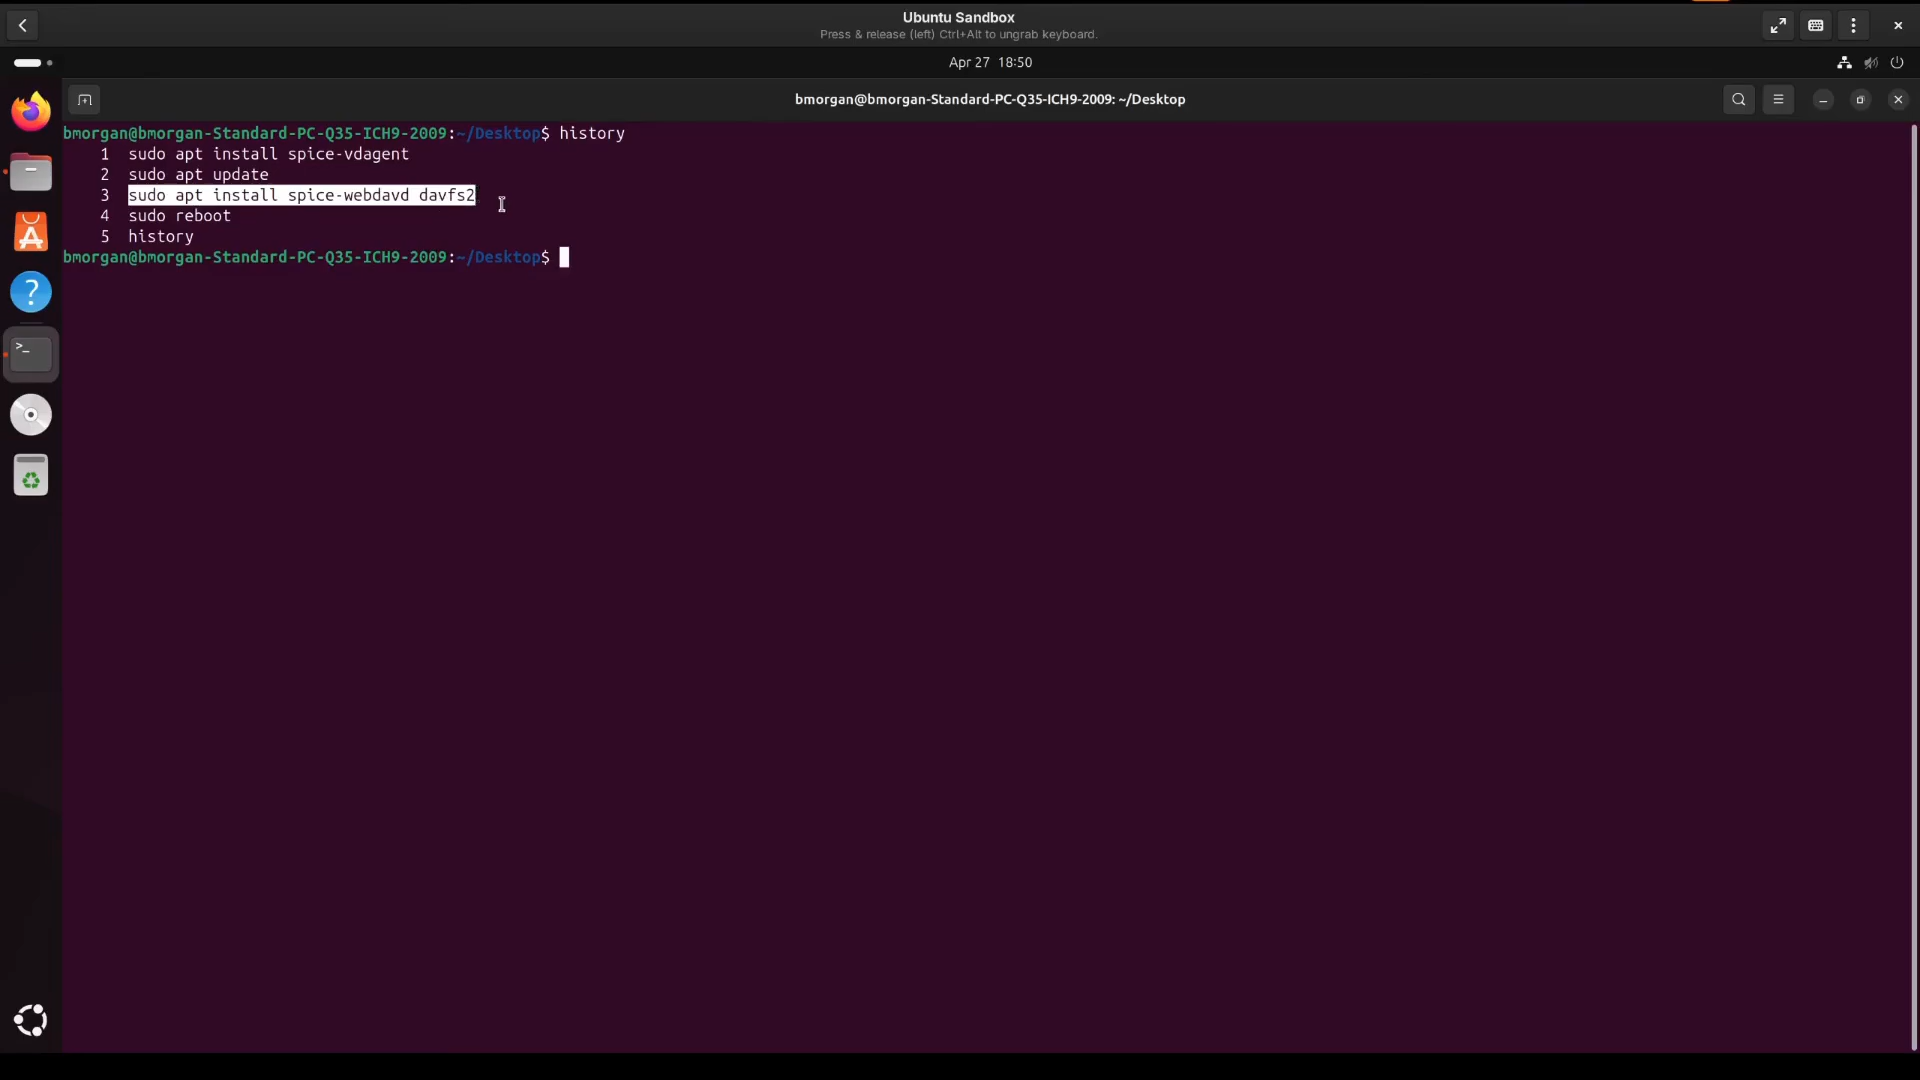 Ubuntu Sandbox
Press & release (left) Ctrl+Alt to ungrab keyboard.
Apr 27 18:50
bmorgan@bmorgan-Standard-PC-Q35-ICH9-2009: ~/Desktop
bmorgan@bmorgan-Standard-PC-Q35-ICH9-2009:~/Desktop$ history
1 sudo apt install spice-vdagent
2 sudo apt update
3 sudo apt install spice-webdavd davfs2
4 sudo reboot
5 history
bmorgan@bmorgan-Standard-PC-Q35-ICH9-2009:~/Desktop$